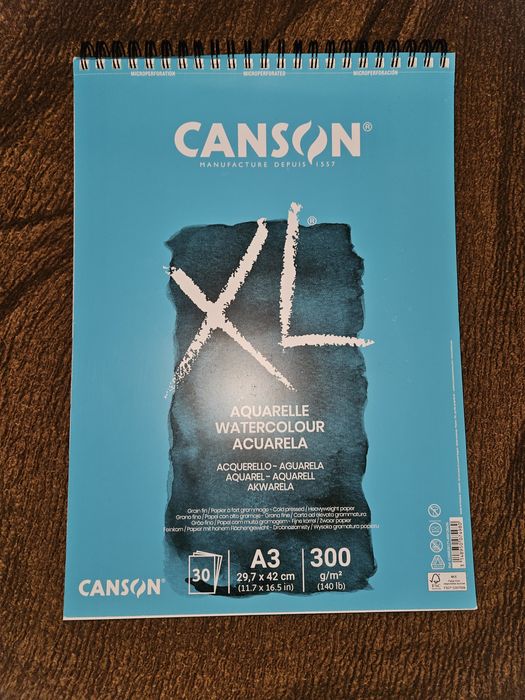 MICROPERFORATION MICROPERFORATED MICROPERFORACIÓN
CANSON®
MANUFACTURE DEPUIS 1557
XL®
AQUARELLE
WATERCOLOUR
ACUARELA
ACQUERELLO - AGUARELA
AQUAREL - AQUARELL
AKWARELA
Grain fin / Papier à fort grammage - Cold pressed / Heavyweight paper
Grano fino / Papel con alto gramaje - Grana fine / Carta ad elevata grammatura
Grão fino / Papel com muita gramagem - Fijne korrel / Zwaar papier
Feinkorn / Papier mit hohem Flächengewicht - Drobnoziarnisty / Wysoka gramatura papieru
30
A3
29,7 x 42 cm
(11.7 x 16.5 in)
300
g/m²
(140 lb)
CANSON®
FSC
MIX